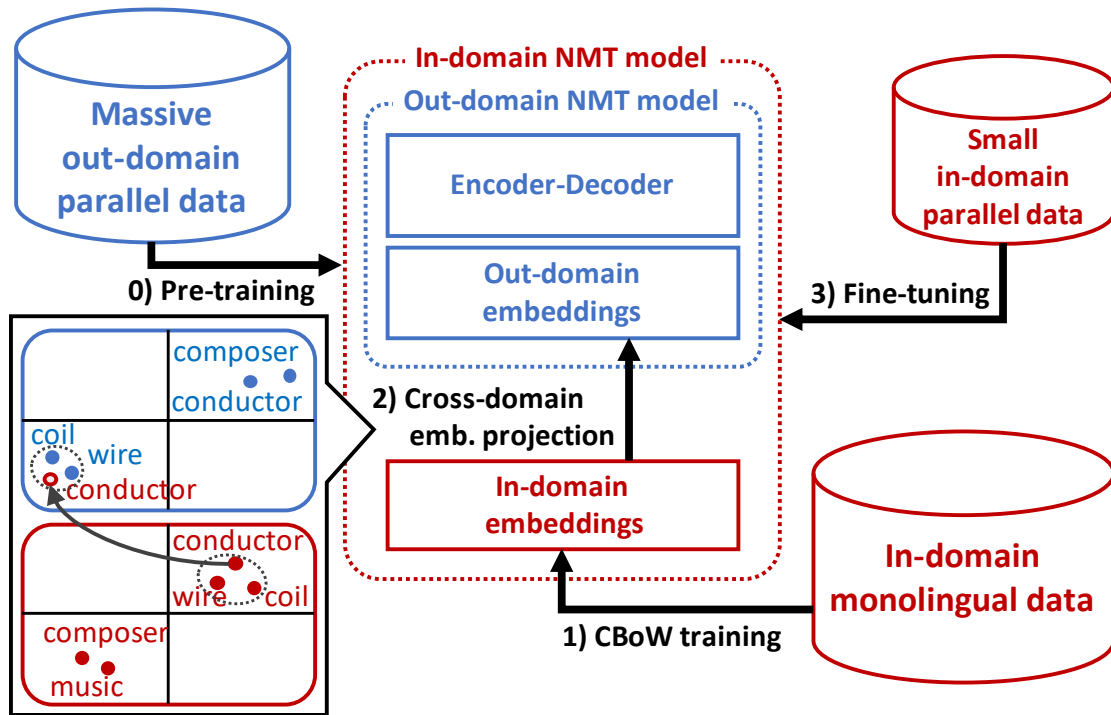 In-domain NMT model
Out-domain NMT model
Massive
out-domain
parallel data
Encoder-Decoder
Small
in-domain
parallel data
0) Pre-training
Out-domain
embeddings
3) Fine-tuning
composer
conductor
coil
wire
conductor
2) Cross-domain
emb. projection
conductor
wire
coil
composer
music
In-domain
embeddings
In-domain
monolingual data
1) CBoW training